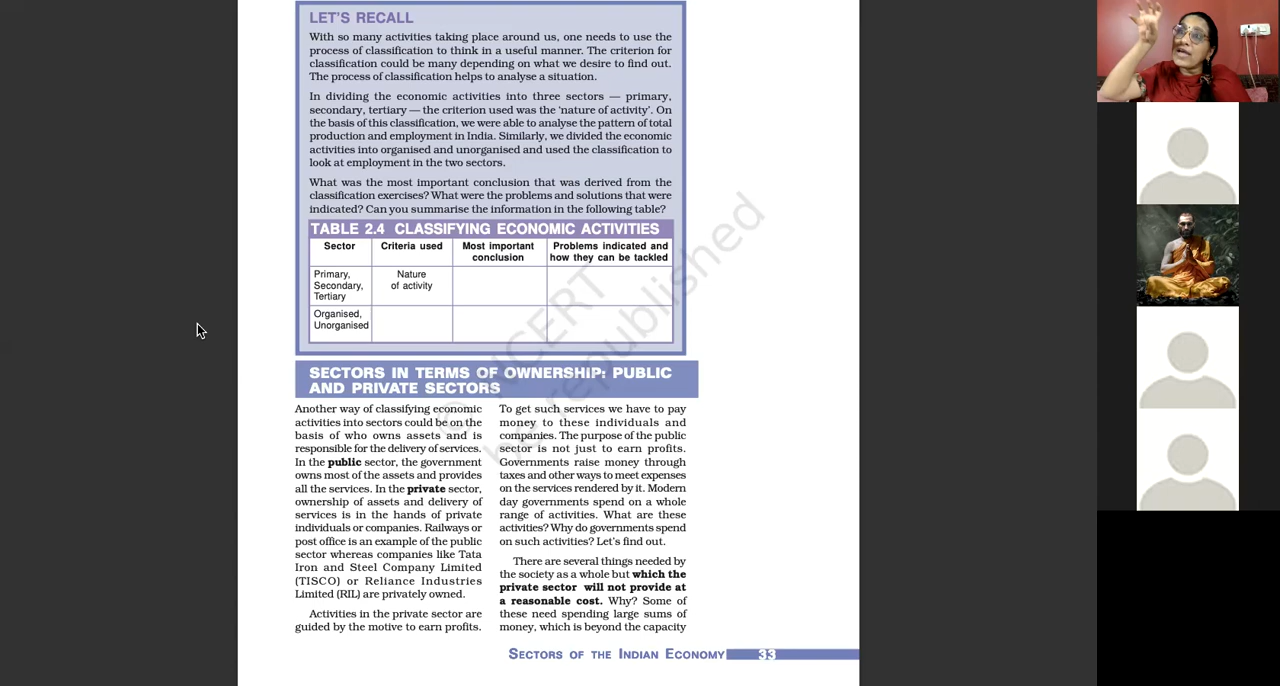 LET'S RECALL
With so many activities taking place around us, one needs to use the
process of classification to think in a useful manner. The criterion for
classification could be many depending on what we desire to find out.
The process of classification helps to analyse a situation.
In dividing the economic activities into three sectors — primary,
secondary, tertiary — the criterion used was the 'nature of activity'. On
the basis of this classification, we were able to analyse the pattern of total
production and employment in India. Similarly, we divided the economic
activities into organised and unorganised and used the classification to
look at employment in the two sectors.
What was the most important conclusion that was derived from the
classification exercises? What were the problems and solutions that were
indicated? Can you summarise the information in the following table?
TABLE 2.4 CLASSIFYING ECONOMIC ACTIVITIES
Sector
Criteria used
Most important
conclusion
Problems indicated and
how they can be tackled
Primary,
Secondary,
Tertiary
Nature
of activity
Organised,
Unorganised
© NCERT
be republished
SECTORS IN TERMS OF OWNERSHIP: PUBLIC
AND PRIVATE SECTORS
Another way of classifying economic
activities into sectors could be on the
basis of who owns assets and is
responsible for the delivery of services.
In the public sector, the government
owns most of the assets and provides
all the services. In the private sector,
ownership of assets and delivery of
services is in the hands of private
individuals or companies. Railways or
post office is an example of the public
sector whereas companies like Tata
Iron and Steel Company Limited
(TISCO) or Reliance Industries
Limited (RIL) are privately owned.
Activities in the private sector are
guided by the motive to earn profits.
To get such services we have to pay
money to these individuals and
companies. The purpose of the public
sector is not just to earn profits.
Governments raise money through
taxes and other ways to meet expenses
on the services rendered by it. Modern
day governments spend on a whole
range of activities. What are these
activities? Why do governments spend
on such activities? Let's find out.
There are several things needed by
the society as a whole but which the
private sector will not provide at
a reasonable cost. Why? Some of
these need spending large sums of
money, which is beyond the capacity
SECTORS OF THE INDIAN ECONOMY 33